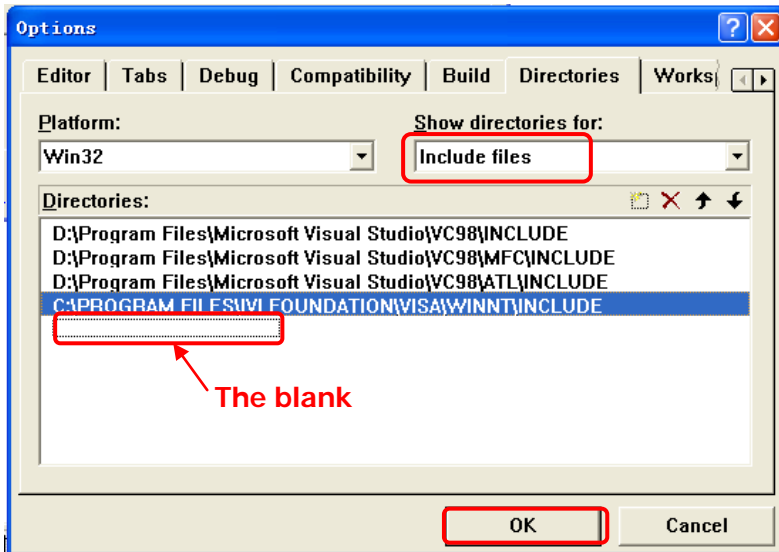 Options
Editor Tabs Debug Compatibility Build Directories Works
Platform: Show directories for:
Win32 Include files
Directories:
D:\Program Files\Microsoft Visual Studio\VC98\INCLUDE
D:\Program Files\Microsoft Visual Studio\VC98\MFC\INCLUDE
D:\Program Files\Microsoft Visual Studio\VC98\ATL\INCLUDE
C:\PROGRAM FILES\IVI FOUNDATION\VISA\WINNT\INCLUDE
The blank
OK Cancel